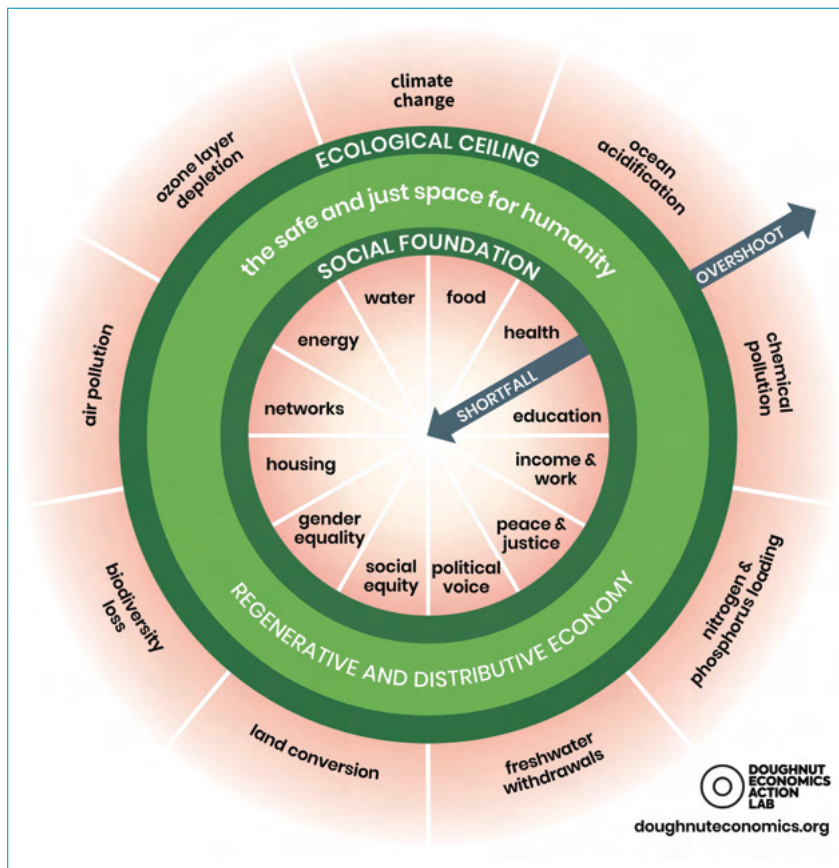 climate
change
ocean
acidification
chemical
pollution
nitrogen &
phosphorus loading
freshwater
withdrawals
land conversion
biodiversity
loss
air pollution
ozone layer
depletion
ECOLOGICAL CEILING
the safe and just space for humanity
SOCIAL FOUNDATION
OVERSHOOT
water
food
health
SHORTFALL
education
income &
work
peace &
justice
political
voice
social
equity
gender
equality
housing
networks
energy
REGENERATIVE AND DISTRIBUTIVE ECONOMY
DOUGHNUT
ECONOMICS
ACTION
LAB
doughnuteconomics.org